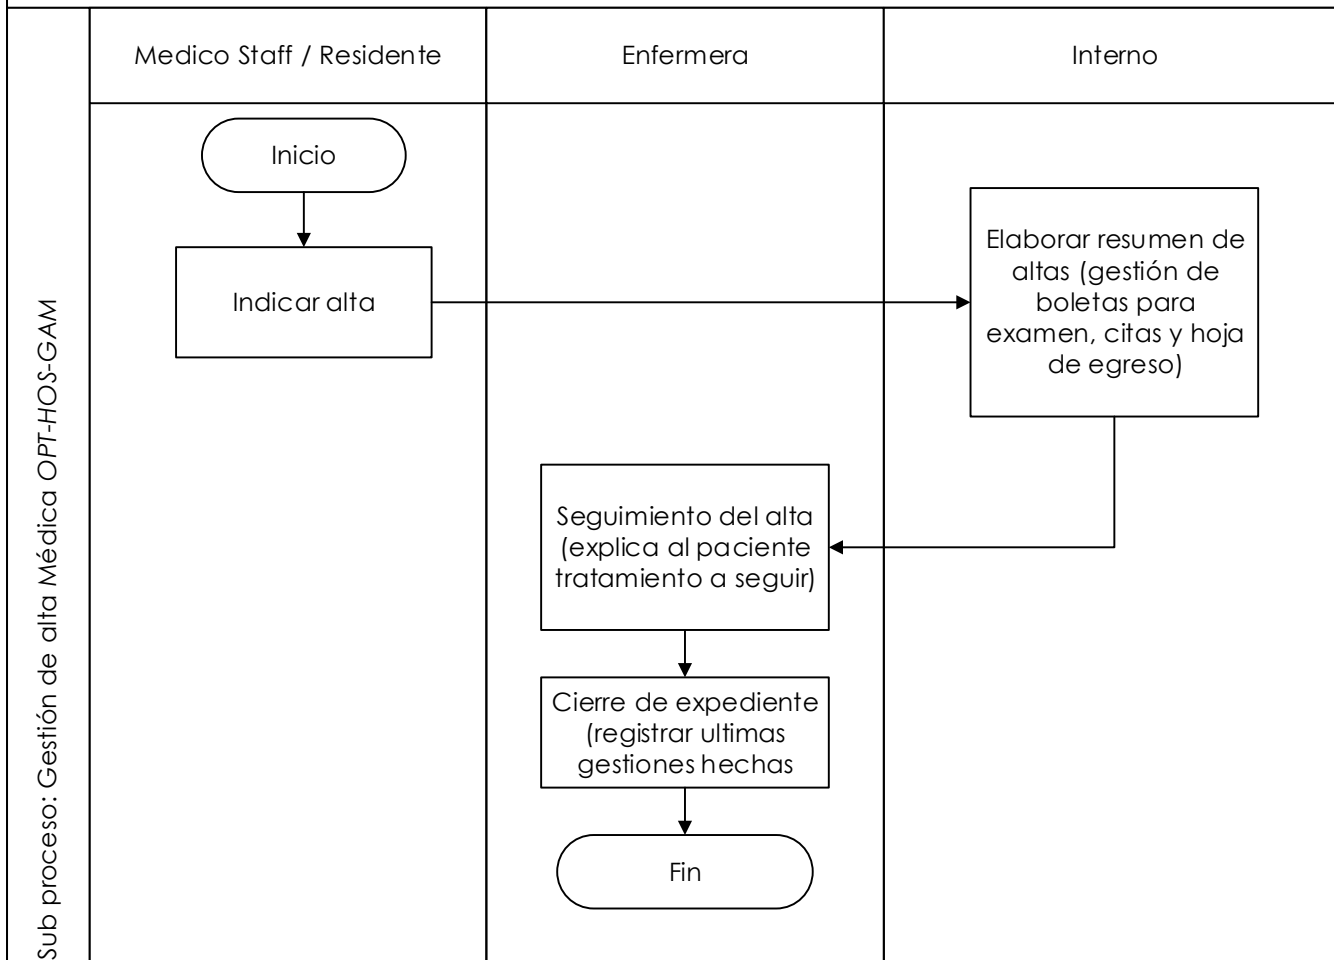 Medico Staff / Residente
Enfermera
Interno
Sub proceso: Gestión de alta Médica OPT-HOS-GAM
Inicio
Indicar alta
Elaborar resumen de
altas (gestión de
boletas para
examen, citas y hoja
de egreso)
Seguimiento del alta
(explica al paciente
tratamiento a seguir)
Cierre de expediente
(registrar ultimas
gestiones hechas
Fin